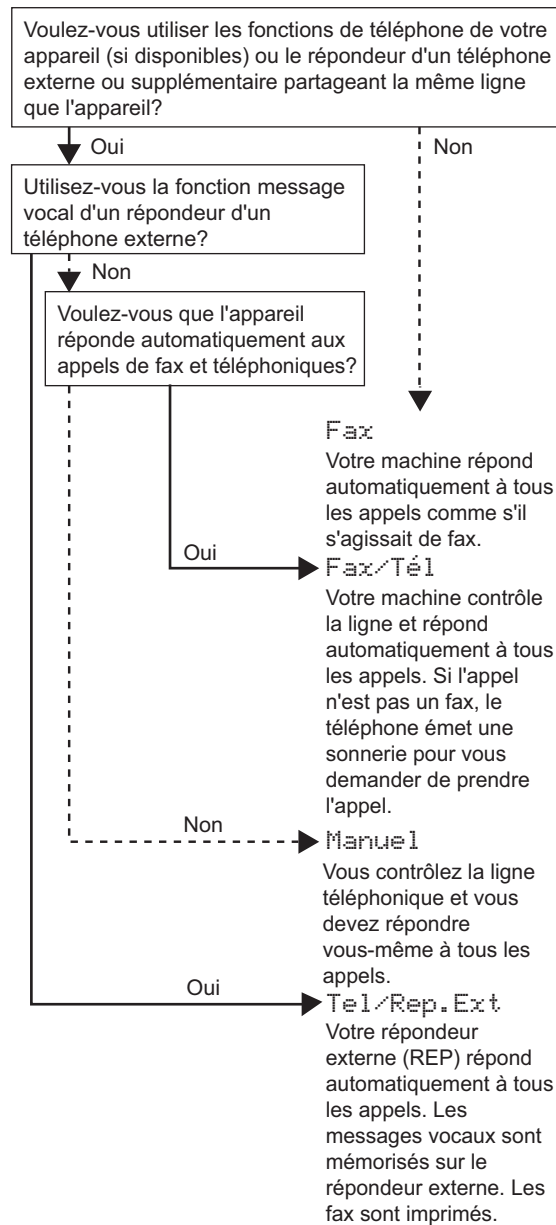 Voulez-vous utiliser les fonctions de téléphone de votre
appareil (si disponibles) ou le répondeur d'un téléphone
externe ou supplémentaire partageant la même ligne
que l'appareil?
Oui
Non
Utilisez-vous la fonction message
vocal d'un répondeur d'un
téléphone externe?
Non
Voulez-vous que l'appareil
réponde automatiquement aux
appels de fax et téléphoniques?
Fax
Votre machine répond
automatiquement à tous
les appels comme s'il
s'agissait de fax.
Oui
Fax/Tél
Votre machine contrôle
la ligne et répond
automatiquement à tous
les appels. Si l'appel
n'est pas un fax, le
téléphone émet une
sonnerie pour vous
demander de prendre
l'appel.
Non
Manuel
Vous contrôlez la ligne
téléphonique et vous
devez répondre
vous-même à tous les
appels.
Oui
Tel/Rep.Ext
Votre répondeur
externe (REP) répond
automatiquement à tous
les appels. Les
messages vocaux sont
mémorisés sur le
répondeur externe. Les
fax sont imprimés.